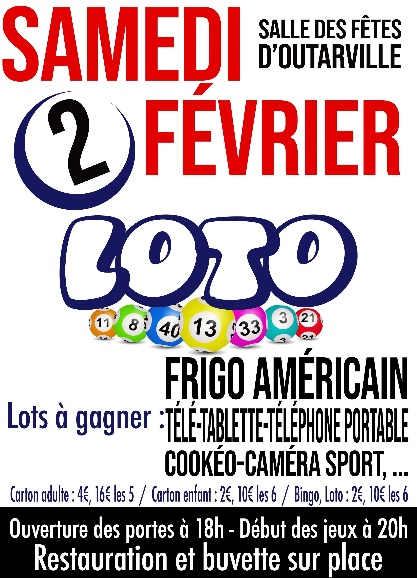 SAMEDI
SALLE DES FÊTES
D'OUTARVILLE
2 FÉVRIER
LOTO
11 8 40 13 33 3 21
FRIGO AMÉRICAIN
Lots à gagner : TÉLÉ-TABLETTE-TÉLÉPHONE PORTABLE
COOKÉO-CAMÉRA SPORT, ...
Carton adulte : 4€, 16€ les 5 / Carton enfant : 2€, 10€ les 6 / Bingo, Loto : 2€, 10€ les 6
Ouverture des portes à 18h - Début des jeux à 20h
Restauration et buvette sur place